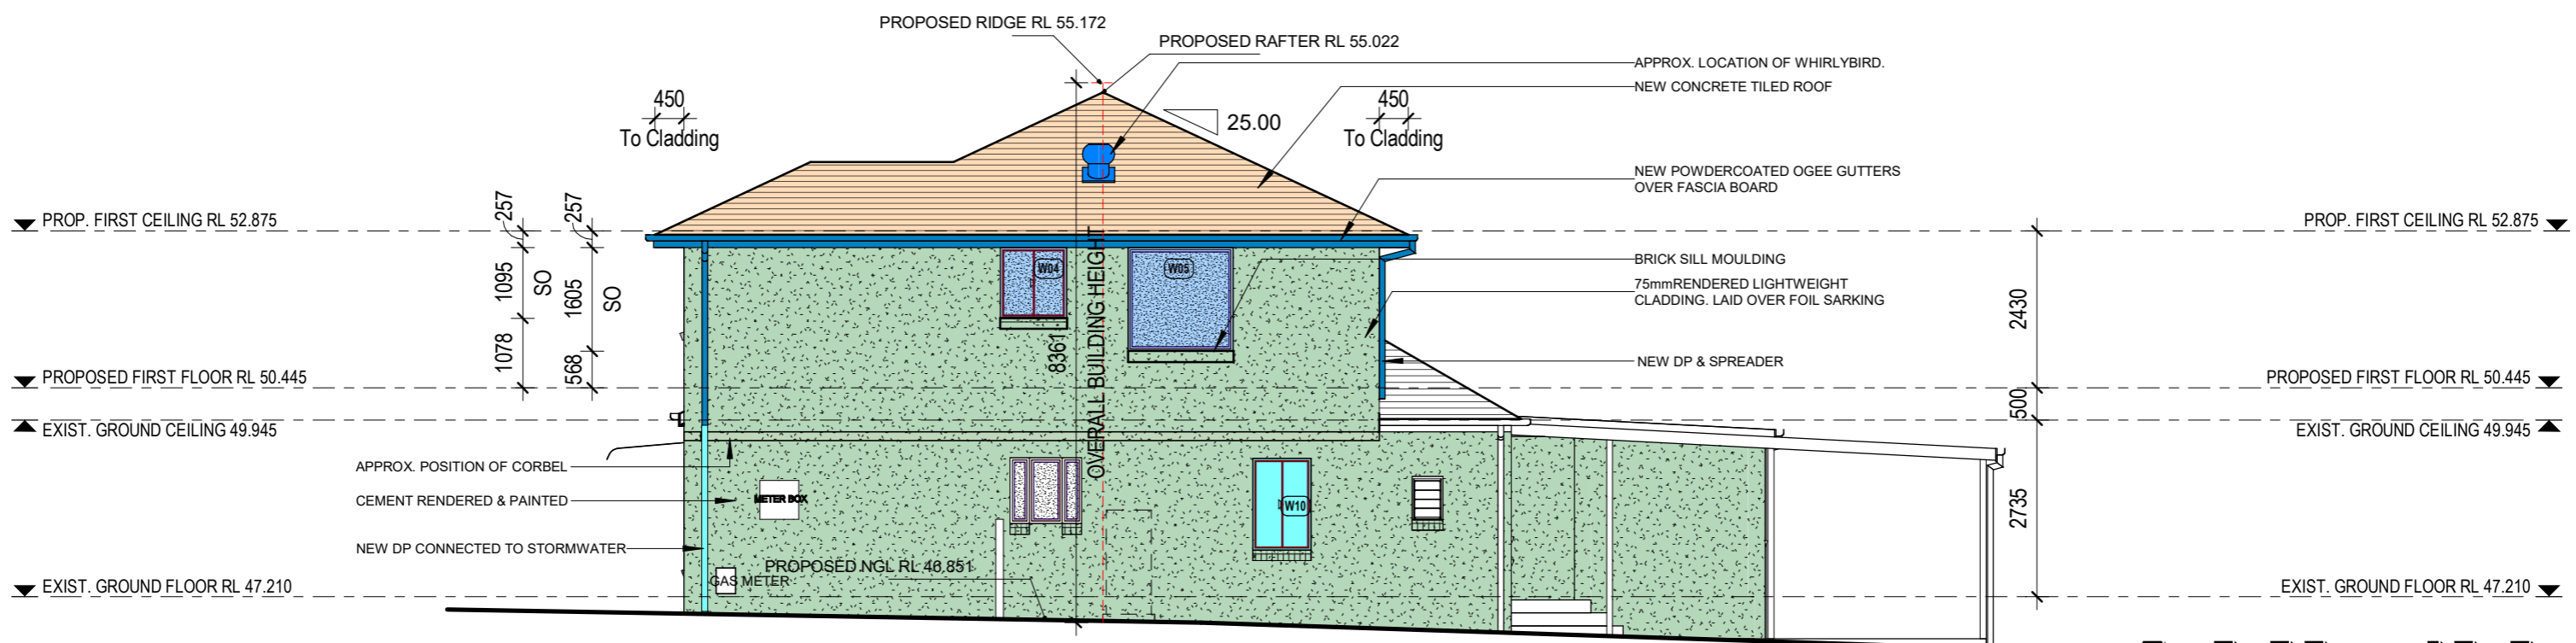 PROPOSED RIDGE RL 55.172
PROPOSED RAFTER RL 55.022
APPROX. LOCATION OF WHIRLYBIRD.
NEW CONCRETE TILED ROOF
450
To Cladding
25.00
450
To Cladding
NEW POWDERCOATED OGEE GUTTERS
OVER FASCIA BOARD
PROP. FIRST CEILING RL 52.875
257
257
PROP. FIRST CEILING RL 52.875
1095
SO
1605
SO
W04
W05
BRICK SILL MOULDING
75mmRENDERED LIGHTWEIGHT
CLADDING. LAID OVER FOIL SARKING
2430
1078
568
8361
OVERALL BUILDING HEIGHT
NEW DP & SPREADER
PROPOSED FIRST FLOOR RL 50.445
PROPOSED FIRST FLOOR RL 50.445
500
EXIST. GROUND CEILING 49.945
EXIST. GROUND CEILING 49.945
APPROX. POSITION OF CORBEL
CEMENT RENDERED & PAINTED
METER BOX
W10
2735
NEW DP CONNECTED TO STORMWATER
PROPOSED NGL RL 46.851
GAS METER
EXIST. GROUND FLOOR RL 47.210
EXIST. GROUND FLOOR RL 47.210